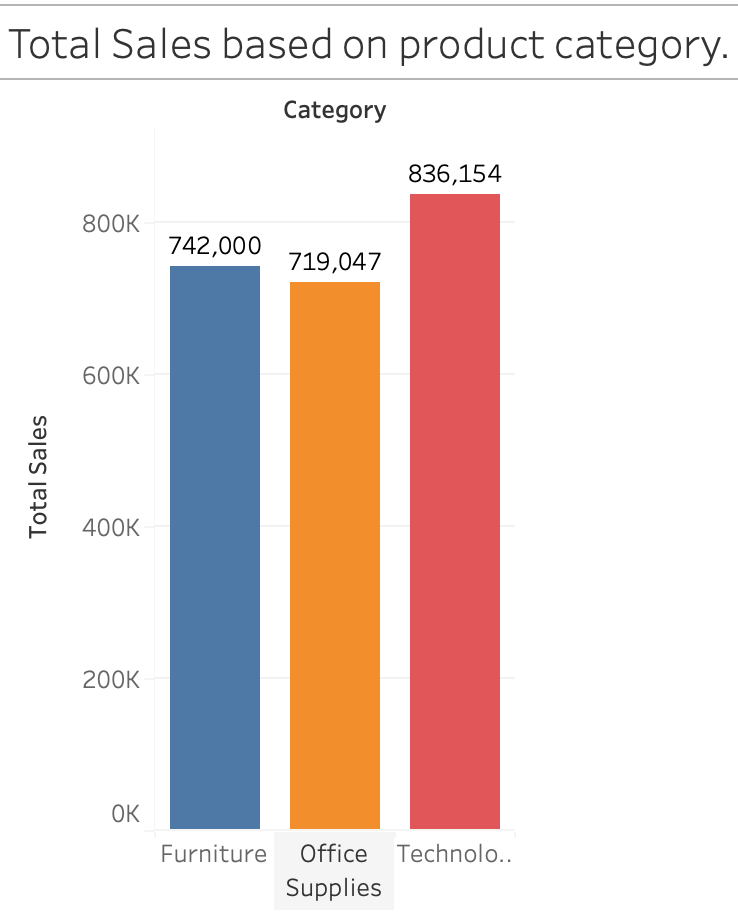 Total Sales based on product category.
Category
836,154
800K
742,000
719,047
600K
Total Sales
400K
200K
0K
Furniture
Office
Supplies
Technolo..